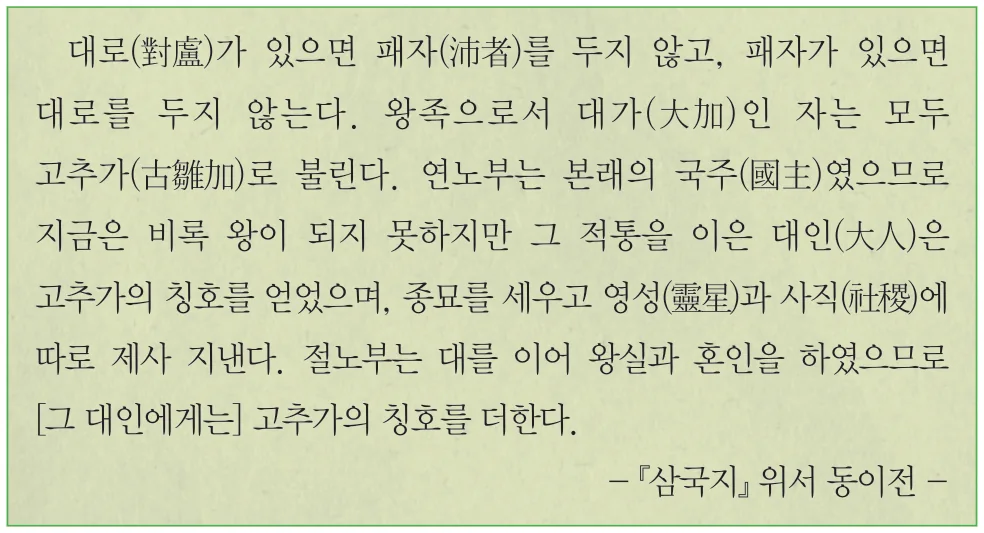 대로(對盧)가 있으면 패자(沛者)를 두지 않고, 패자가 있으면
대로를 두지 않는다. 왕족으로서 대가(大加)인 자는 모두
고추가(古雛加)로 불린다. 연노부는 본래의 국주(國主)였으므로
지금은 비록 왕이 되지 못하지만 그 적통을 이은 대인(大人)은
고추가의 칭호를 얻었으며, 종묘를 세우고 영성(靈星)과 사직(社稷)에
따로 제사 지낸다. 절노부는 대를 이어 왕실과 혼인을 하였으므로
[그 대인에게는] 고추가의 칭호를 더한다.
– 『삼국지』 위서 동이전 –